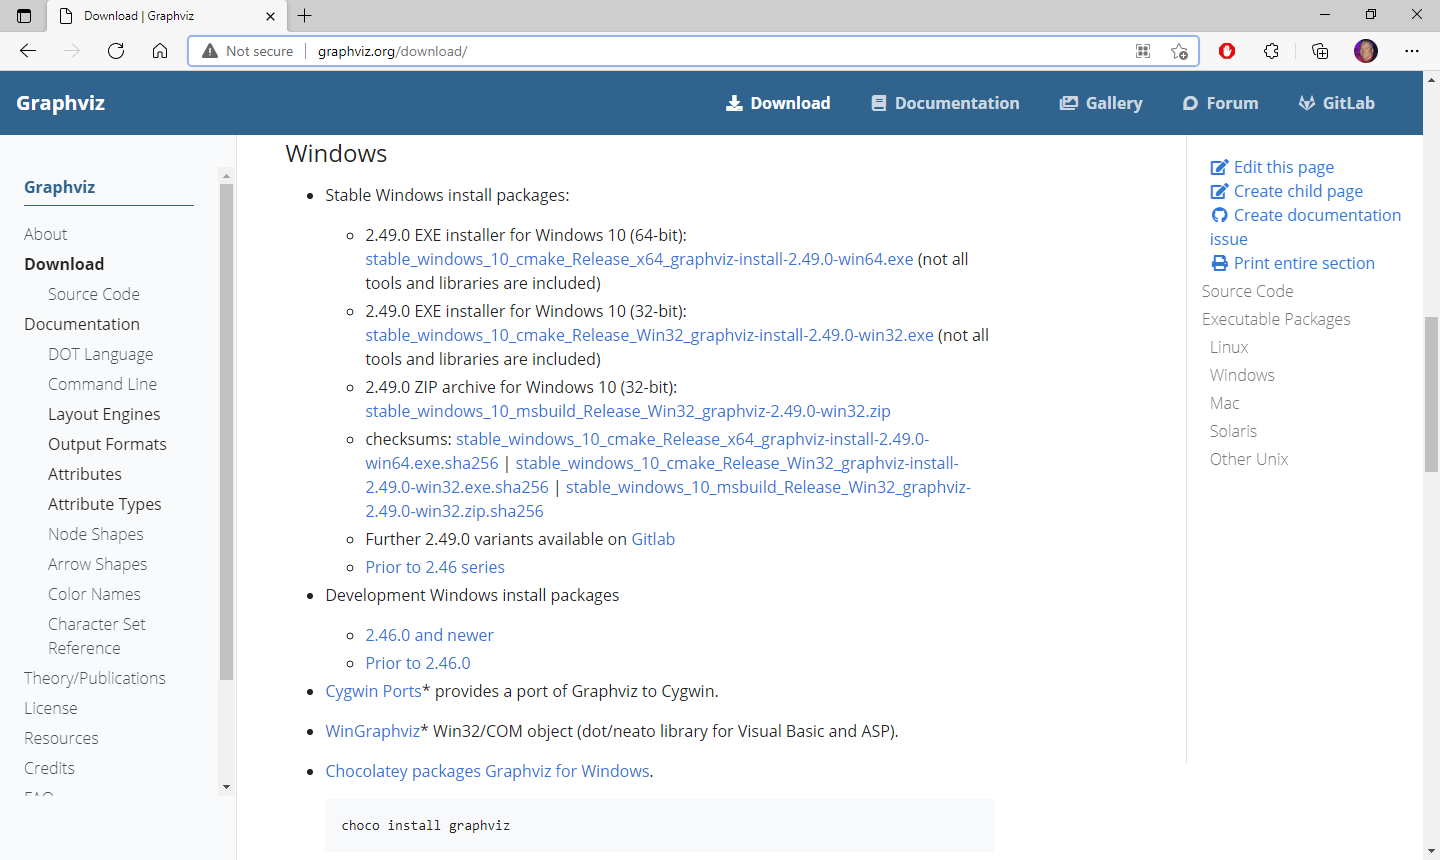 Download | Graphviz
Not secure
graphviz.org/download/
Graphviz
Download
Documentation
Gallery
Forum
GitLab
Graphviz
About
Download
Source Code
Documentation
DOT Language
Command Line
Layout Engines
Output Formats
Attributes
Attribute Types
Node Shapes
Arrow Shapes
Color Names
Character Set
Reference
Theory/Publications
License
Resources
Credits
FAQ
Windows
• Stable Windows install packages:
◦ 2.49.0 EXE installer for Windows 10 (64-bit):
stable_windows_10_cmake_Release_x64_graphviz-install-2.49.0-win64.exe (not all
tools and libraries are included)
◦ 2.49.0 EXE installer for Windows 10 (32-bit):
stable_windows_10_cmake_Release_Win32_graphviz-install-2.49.0-win32.exe (not all
tools and libraries are included)
◦ 2.49.0 ZIP archive for Windows 10 (32-bit):
stable_windows_10_msbuild_Release_Win32_graphviz-2.49.0-win32.zip
◦ checksums: stable_windows_10_cmake_Release_x64_graphviz-install-2.49.0-
win64.exe.sha256 | stable_windows_10_cmake_Release_Win32_graphviz-install-
2.49.0-win32.exe.sha256 | stable_windows_10_msbuild_Release_Win32_graphviz-
2.49.0-win32.zip.sha256
◦ Further 2.49.0 variants available on Gitlab
◦ Prior to 2.46 series
• Development Windows install packages
◦ 2.46.0 and newer
◦ Prior to 2.46.0
• Cygwin Ports* provides a port of Graphviz to Cygwin.
• WinGraphviz* Win32/COM object (dot/neato library for Visual Basic and ASP).
• Chocolatey packages Graphviz for Windows.
choco install graphviz
Edit this page
Create child page
Create documentation
issue
Print entire section
Source Code
Executable Packages
Linux
Windows
Mac
Solaris
Other Unix